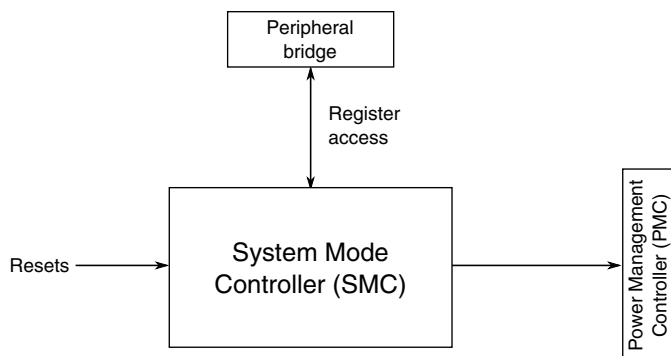 Peripheral
bridge
Register
access
Resets
System Mode
Controller (SMC)
Power Management
Controller (PMC)